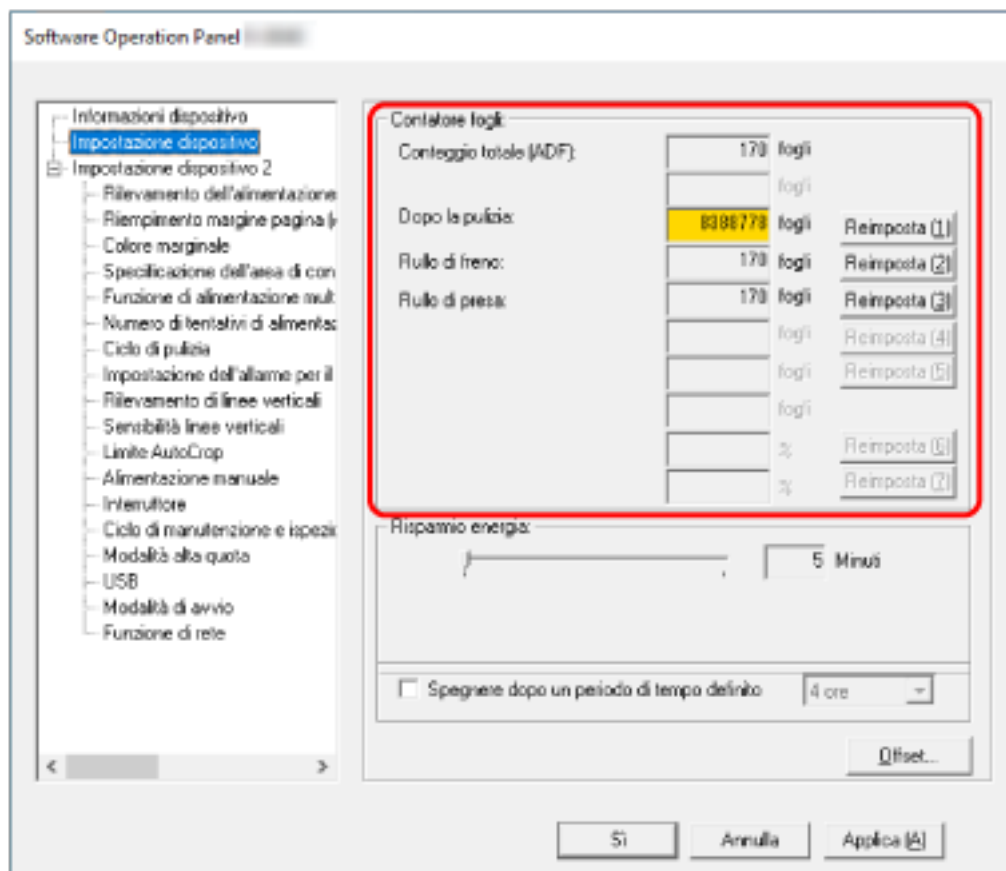 Software Operation Panel
Informazioni dispositivo
Impostazione dispositivo
Impostazione dispositivo 2
Rilevamento dell'alimentazione
Riempimento margine pagina (
Colore marginale
Specificazione dell'area di con
Funzione di alimentazione mult
Numero di tentativi di alimentaz
Ciclo di pulizia
Impostazione dell'allarme per il
Rilevamento di linee verticali
Sensibilità linee verticali
Limite AutoCrop
Alimentazione manuale
Interruttore
Ciclo di manutenzione e ispezio
Modalità alta quota
USB
Modalità di avvio
Funzione di rete
Contatore fogli:
Conteggio totale (ADF): 170 fogli
fogli
Dopo la pulizia: 8388778 fogli Reimposta (1)
Rullo di freno: 170 fogli Reimposta (2)
Rullo di presa: 170 fogli Reimposta (3)
fogli Reimposta (4)
fogli Reimposta (5)
fogli
% Reimposta (6)
% Reimposta (7)
Risparmio energia:
5 Minuti
Spegnere dopo un periodo di tempo definito 4 ore
Offset...
Sì Annulla Applica (A)